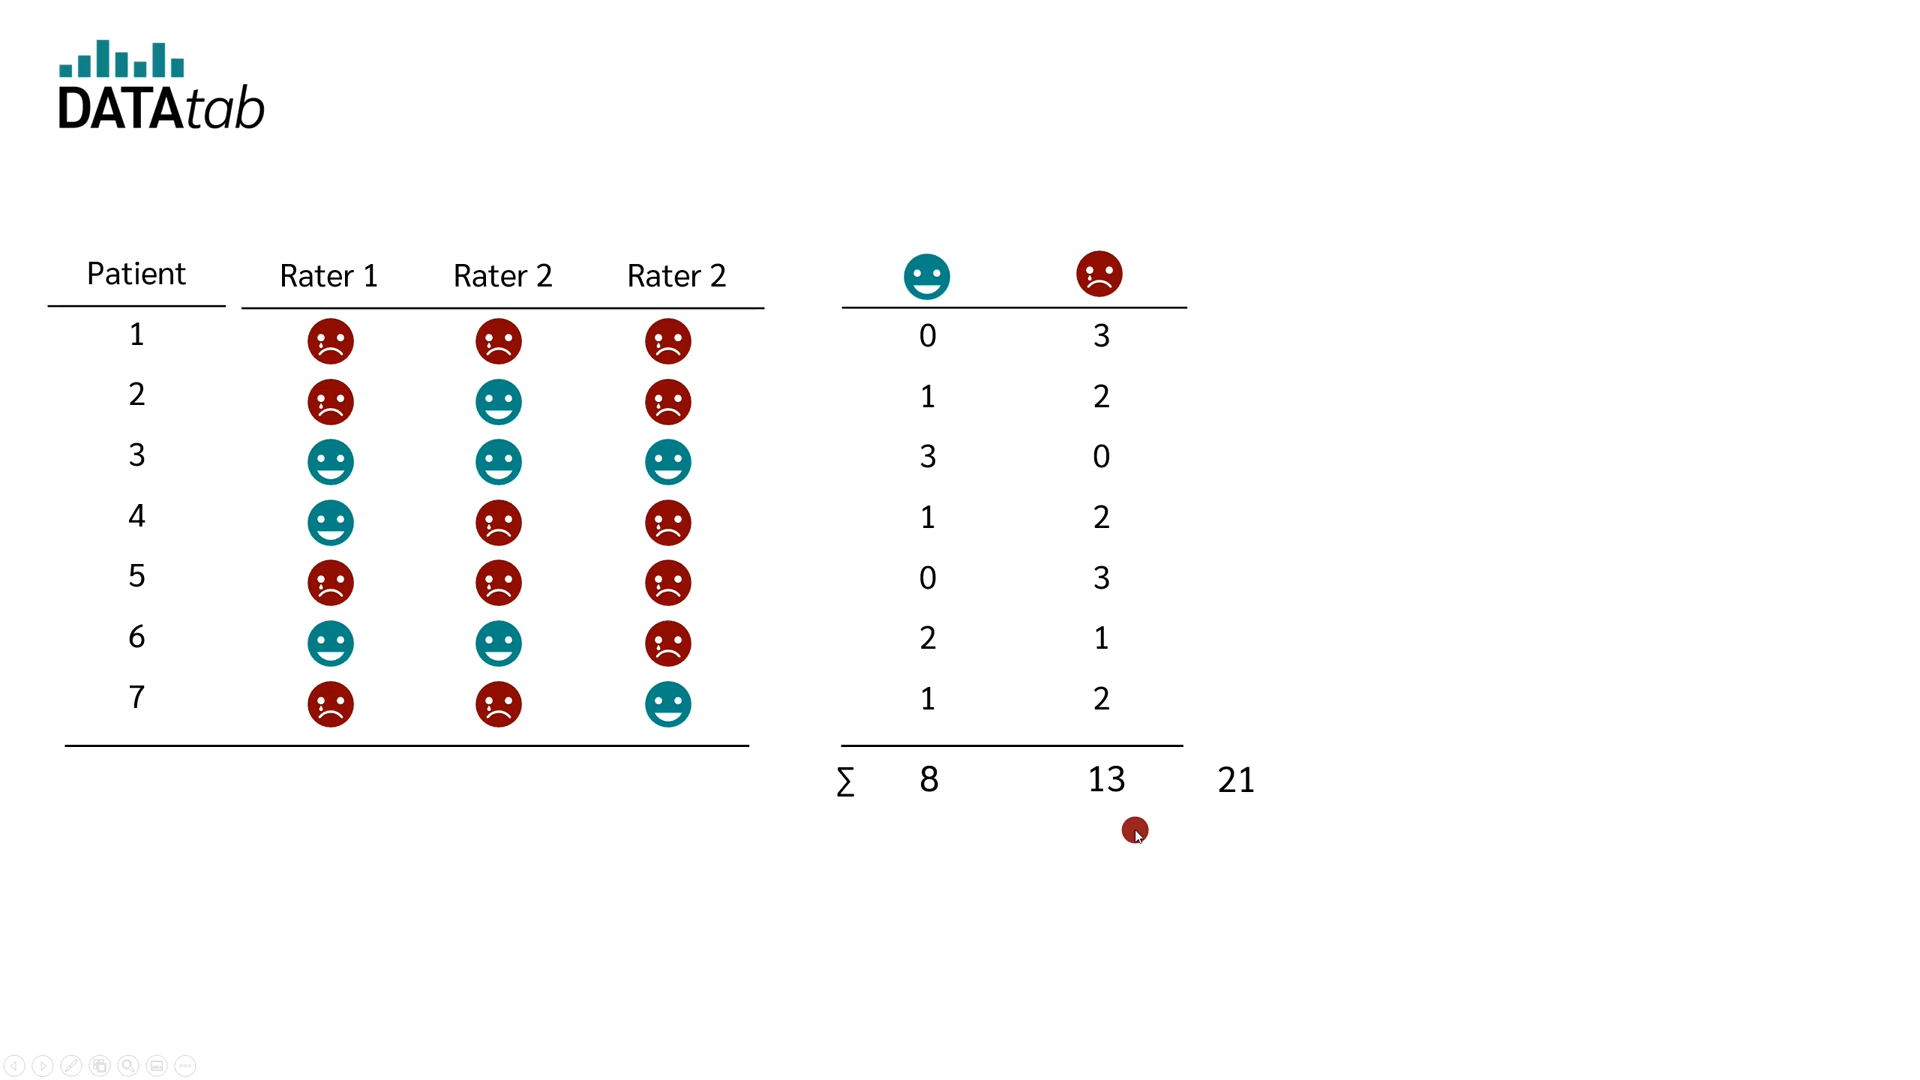 DATAtab
Patient Rater 1 Rater 2 Rater 2
1 0 3
2 1 2
3 3 0
4 1 2
5 0 3
6 2 1
7 1 2
∑ 8 13 21